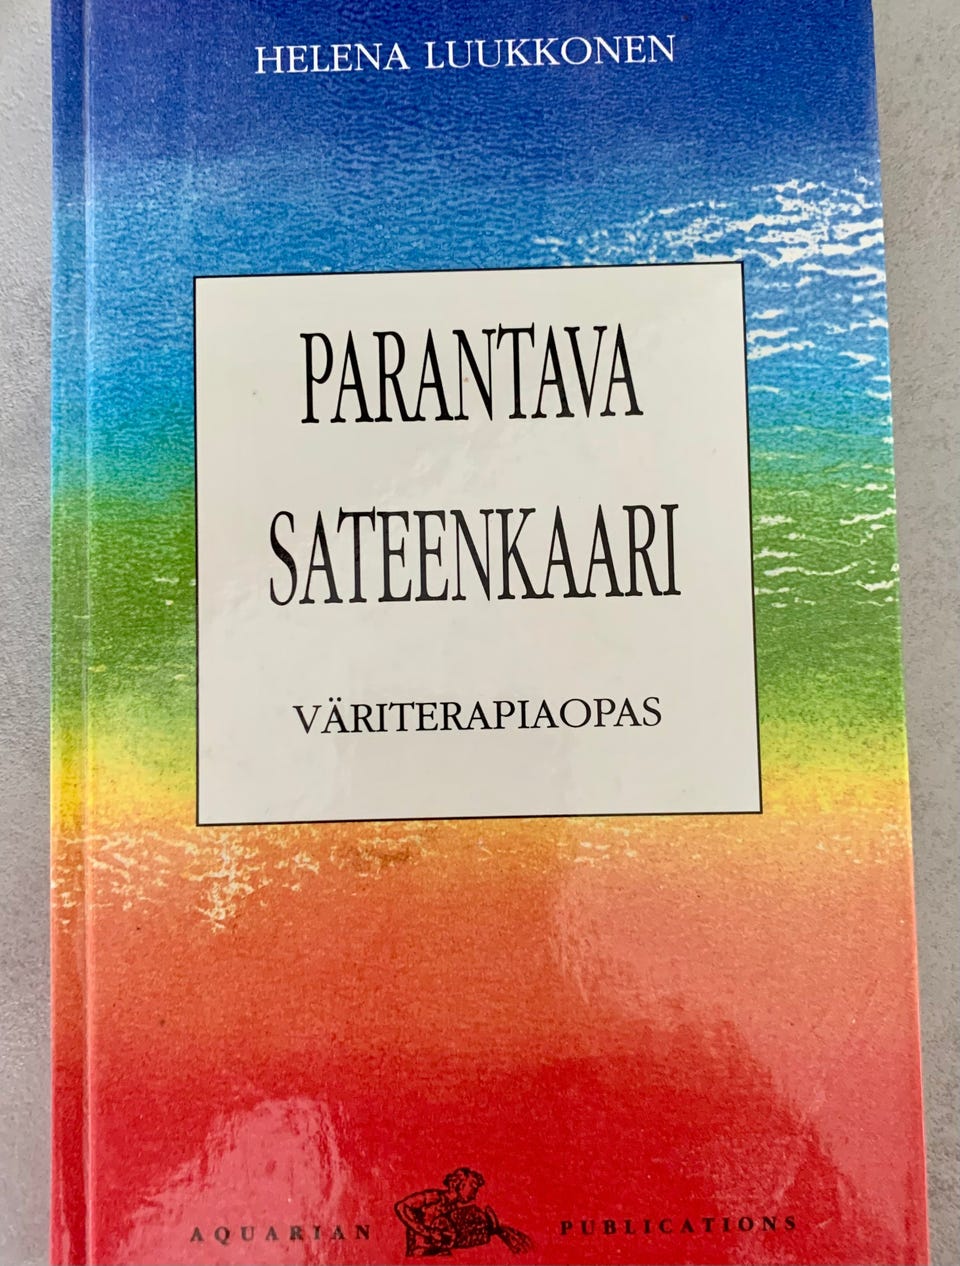 HELENA LUUKKONEN
PARANTAVA
SATEENKAARI
VÄRITERAPIAOPAS
AQUARIAN PUBLICATIONS